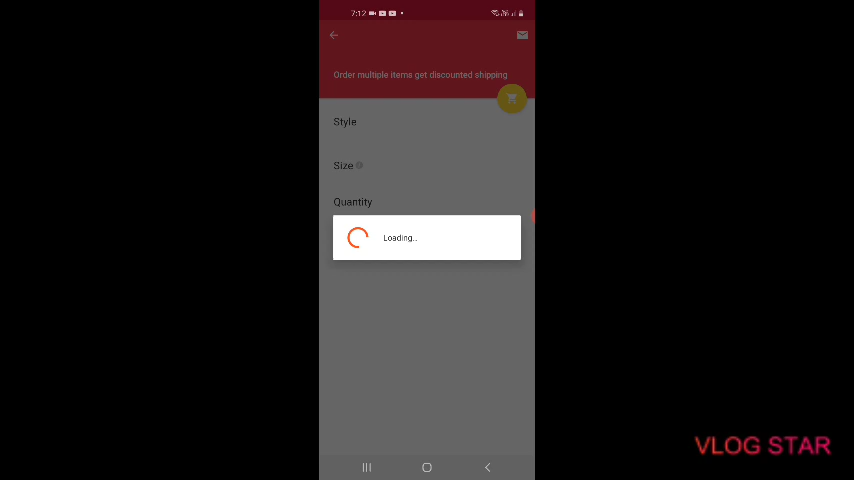 7:12
Order multiple items get discounted shipping
Style
Size
Quantity
Loading...
VLOG STAR